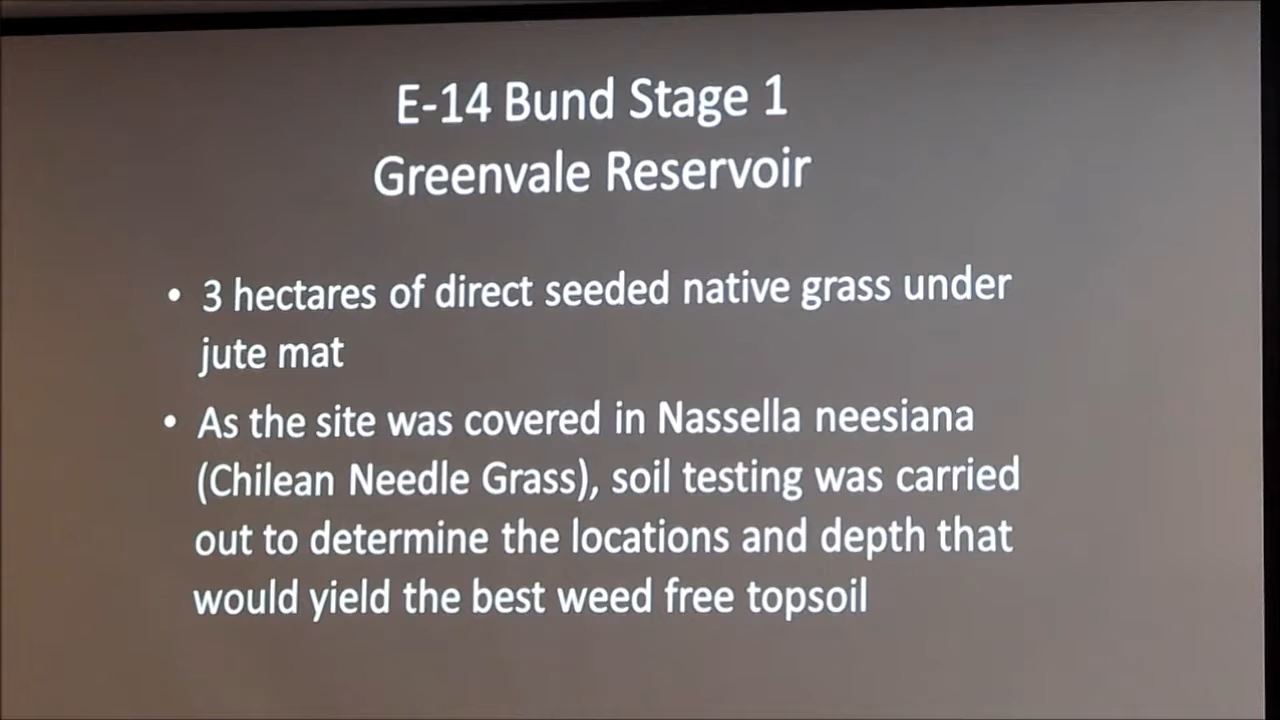 E-14 Bund Stage 1
Greenvale Reservoir
• 3 hectares of direct seeded native grass under
jute mat
• As the site was covered in Nassella neesiana
(Chilean Needle Grass), soil testing was carried
out to determine the locations and depth that
would yield the best weed free topsoil